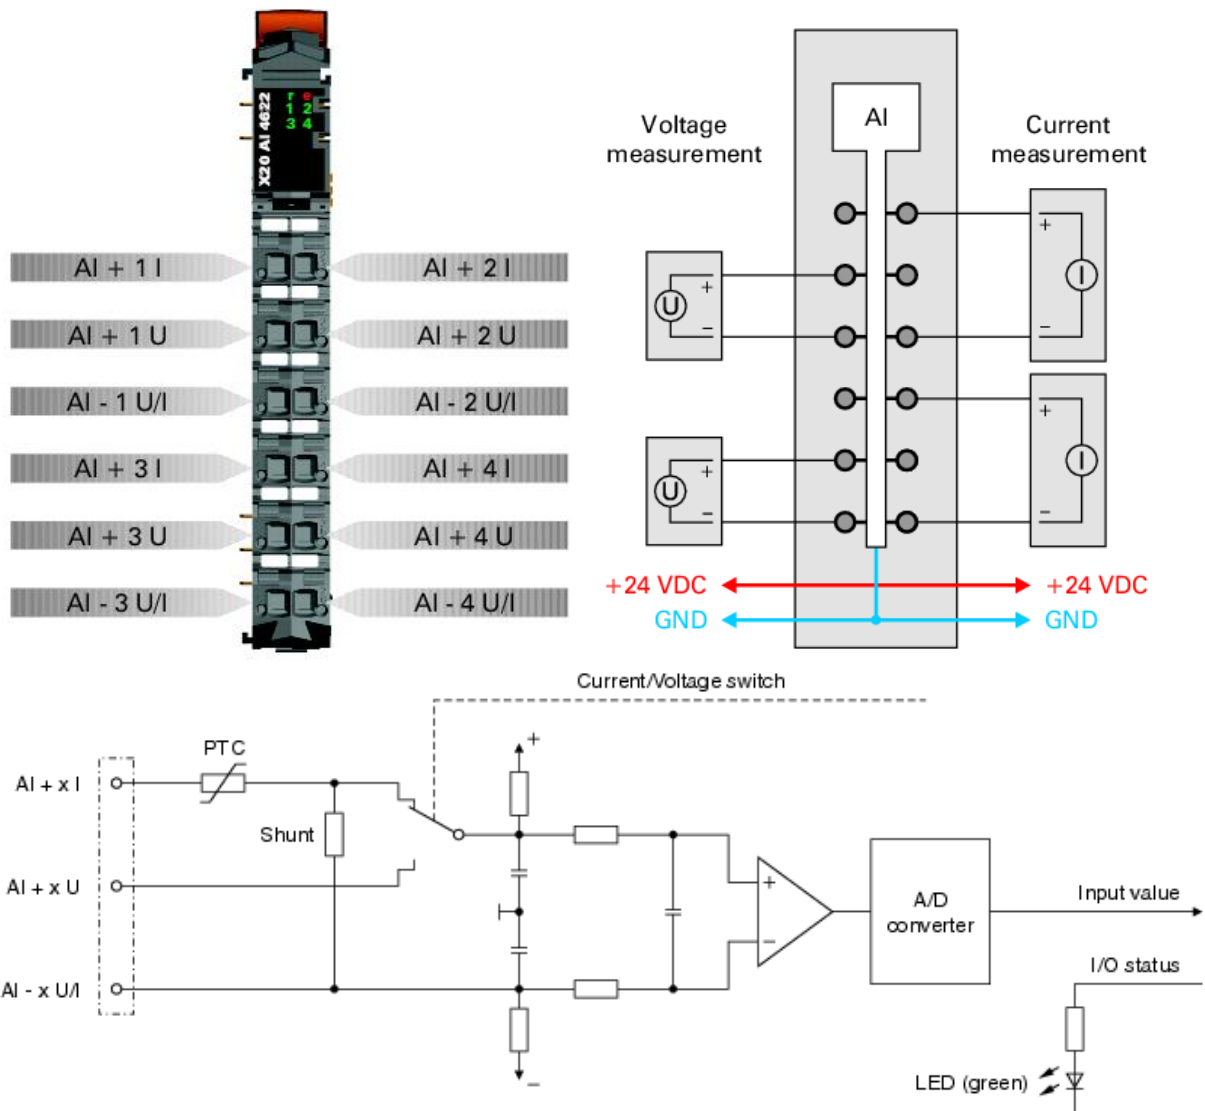 X20 AI 4622
r e
1 2
3 4
AI + 1 I
AI + 2 I
AI + 1 U
AI + 2 U
AI - 1 U/I
AI - 2 U/I
AI + 3 I
AI + 4 I
AI + 3 U
AI + 4 U
AI - 3 U/I
AI - 4 U/I
AI
Voltage
measurement
Current
measurement
+
I
−
U
+
−
+
I
−
U
+
−
+24 VDC
+24 VDC
GND
GND
Current/Voltage switch
PTC
+
AI + x I
Shunt
AI + x U
+
−
A/D
converter
Input value
I/O status
AI - x U/I
−
LED (green)